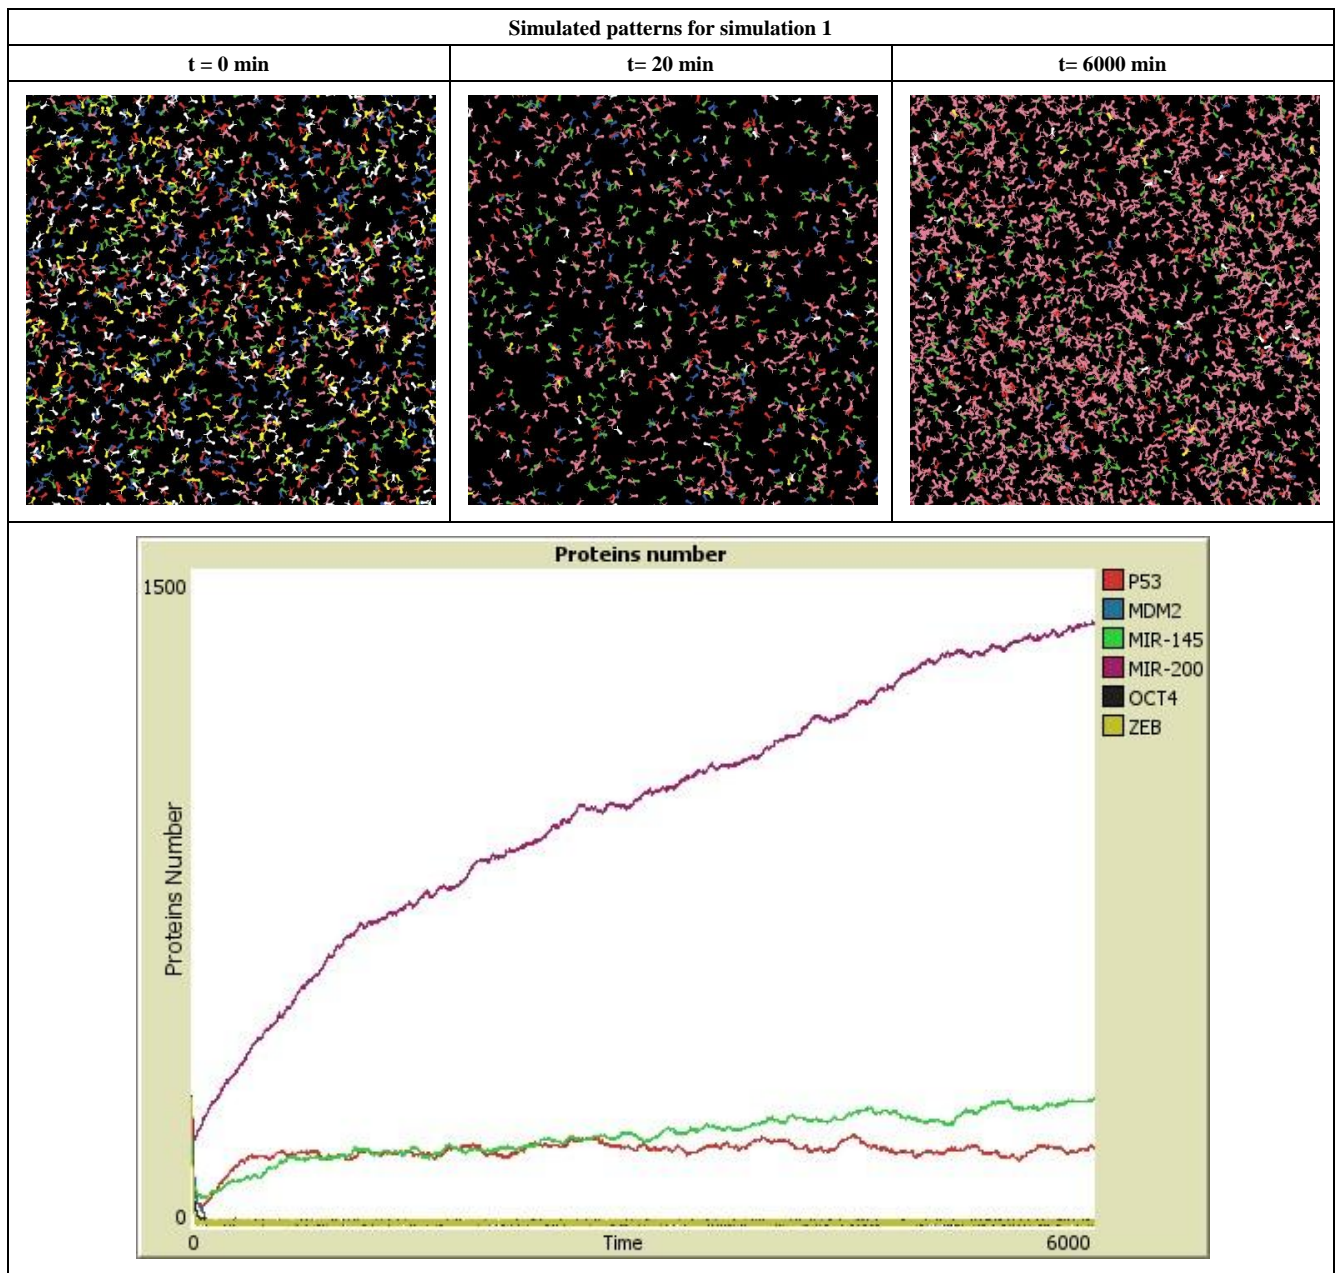 Simulated patterns for simulation 1
t = 0 min
t= 20 min
t= 6000 min
Proteins number
1500
Proteins Number
0
0
Time
6000
P53
MDM2
MIR-145
MIR-200
OCT4
ZEB